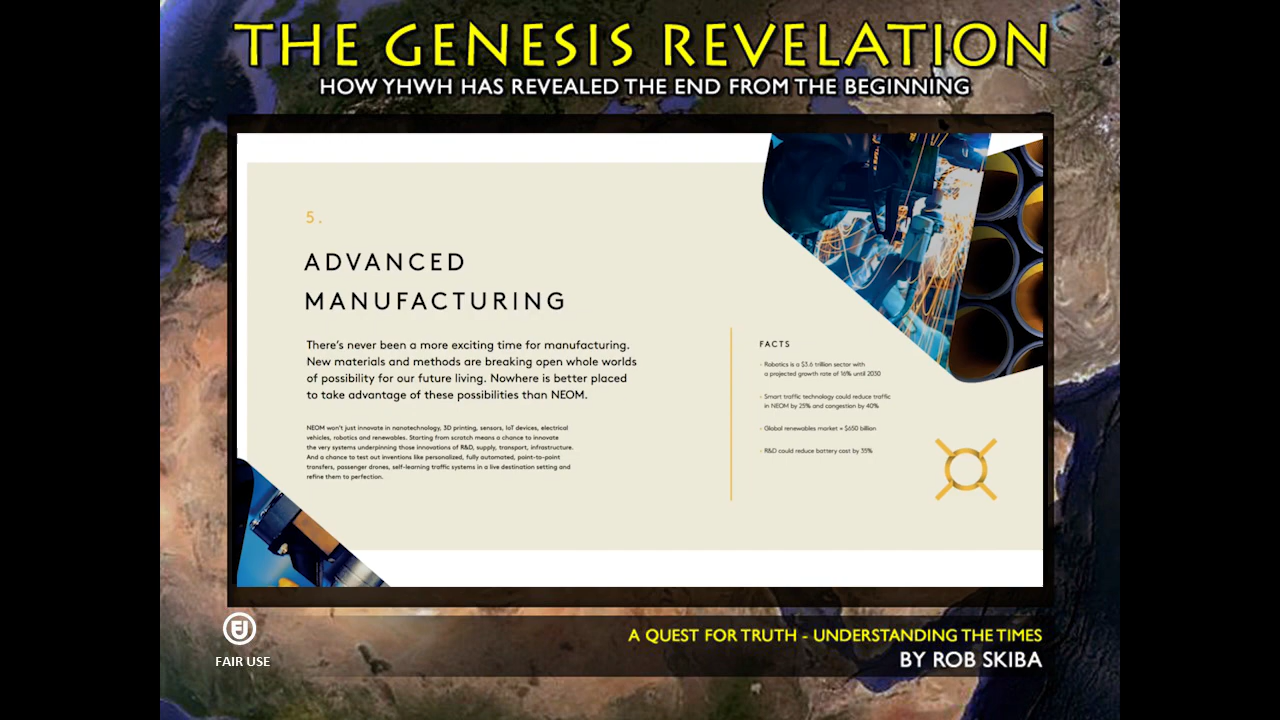 THE GENESIS REVELATION
HOW YHWH HAS REVEALED THE END FROM THE BEGINNING
5.
ADVANCED
MANUFACTURING
There's never been a more exciting time for manufacturing.
New materials and methods are breaking open whole worlds
of possibility for our future living. Nowhere is better placed
to take advantage of these possibilities than NEOM.
NEOM won't just innovate in nanotechnology, 3D printing, sensors, IoT devices, electrical
vehicles, robotics and renewables. Starting from scratch means a chance to innovate
the very systems underpinning those innovations of R&D, supply, transport, infrastructure.
And a chance to test out inventions like personalized, fully automated, point-to-point
transfers, passenger drones, self-learning traffic systems in a live destination setting and
refine them to perfection.
FACTS
- Robotics is a $3.6 trillion sector with
a projected growth rate of 16% until 2030
- Smart traffic technology could reduce traffic
in NEOM by 25% and congestion by 40%
- Global renewables market = $650 billion
- R&D could reduce battery cost by 35%
EJ
FAIR USE
A QUEST FOR TRUTH - UNDERSTANDING THE TIMES
BY ROB SKIBA